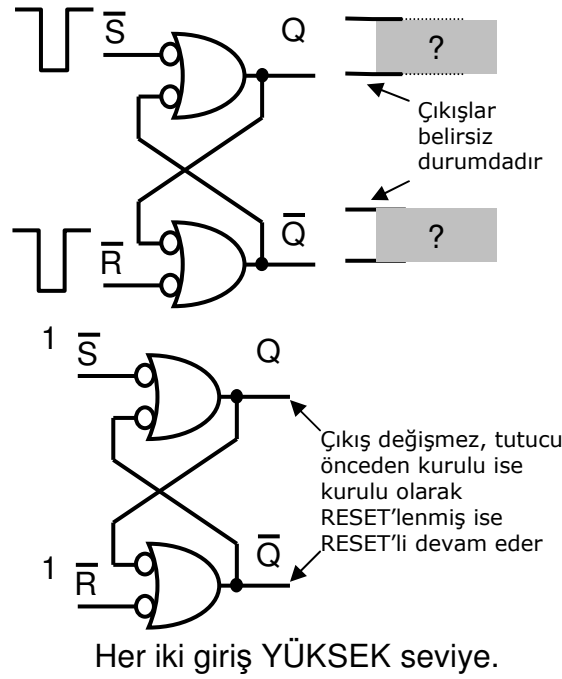 S̅ Q
?
Çıkışlar
belirsiz
durumdadır
R̅ Q̅
?
1 S̅ Q
Çıkış değişmez, tutucu
önceden kurulu ise
kurulu olarak
RESET'lenmiş ise
RESET'li devam eder
1 R̅ Q̅
Her iki giriş YÜKSEK seviye.